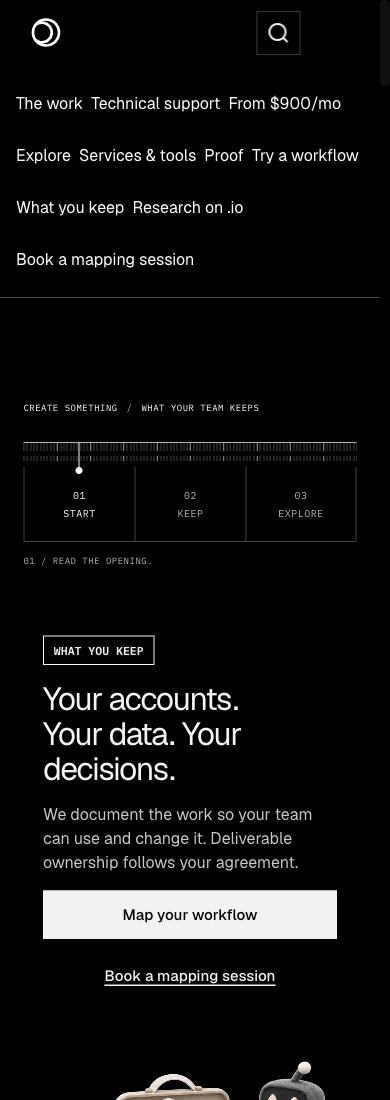 The work Technical support From $900/mo
Explore Services & tools Proof Try a workflow
What you keep Research on .io
Book a mapping session
CREATE SOMETHING / WHAT YOUR TEAM KEEPS
01 02 03
START KEEP EXPLORE
01 / READ THE OPENING.
WHAT YOU KEEP
Your accounts.
Your data. Your
decisions.
We document the work so your team
can use and change it. Deliverable
ownership follows your agreement.
Map your workflow
Book a mapping session